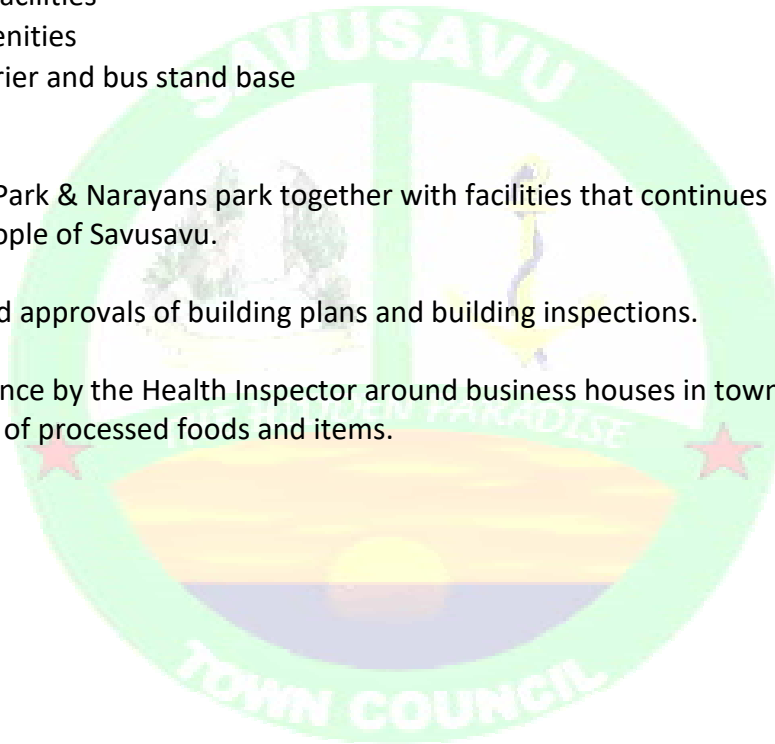 enities
rier and bus stand base
Park & Narayans park together with facilities that continues
ople of Savusavu.
d approvals of building plans and building inspections.
nce by the Health Inspector around business houses in town
of processed foods and items.
SAVUSAVU
HIDDEN PARADISE
TOWN COUNCIL